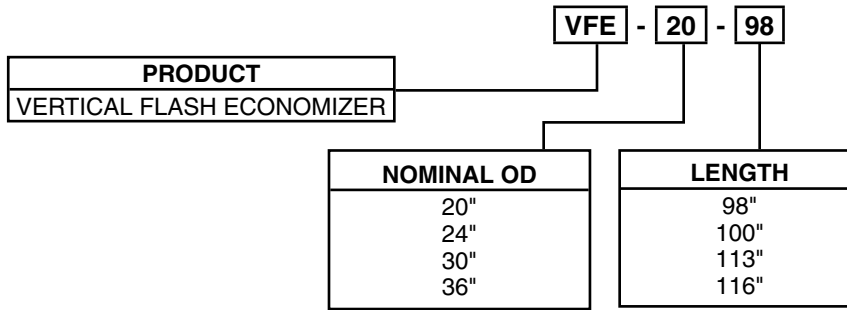 VFE - 20 - 98
PRODUCT
VERTICAL FLASH ECONOMIZER
NOMINAL OD
20"
24"
30"
36"
LENGTH
98"
100"
113"
116"